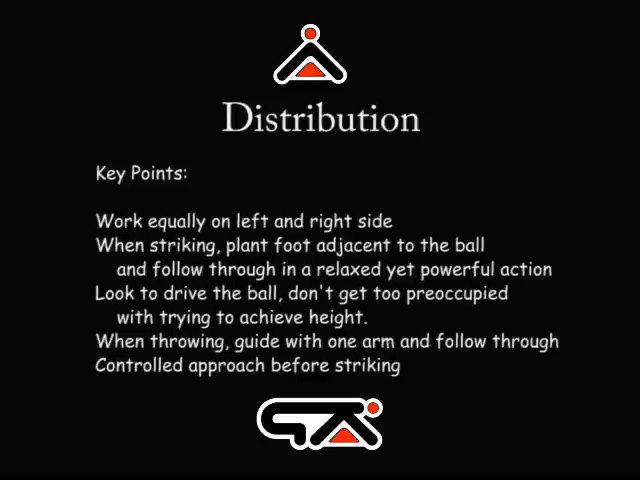 Distribution
Key Points:
Work equally on left and right side
When striking, plant foot adjacent to the ball
and follow through in a relaxed yet powerful action
Look to drive the ball, don't get too preoccupied
with trying to achieve height.
When throwing, guide with one arm and follow through
Controlled approach before striking